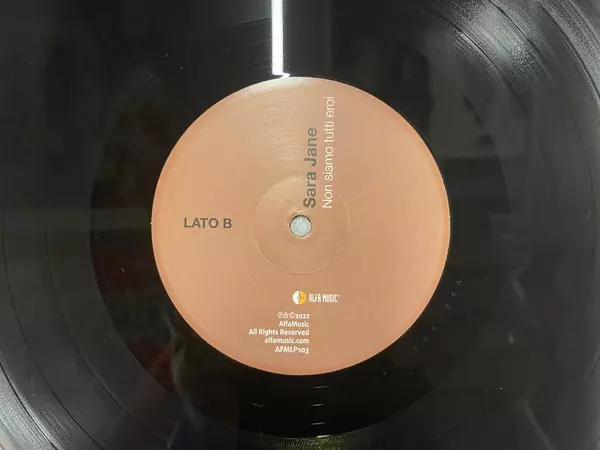 Sara Jane
Non siamo tutti eroi
LATO B
ALFA MUSIC®
℗&©2022
AlfaMusic
All Rights Reserved
alfamusic.com
AFMLP103